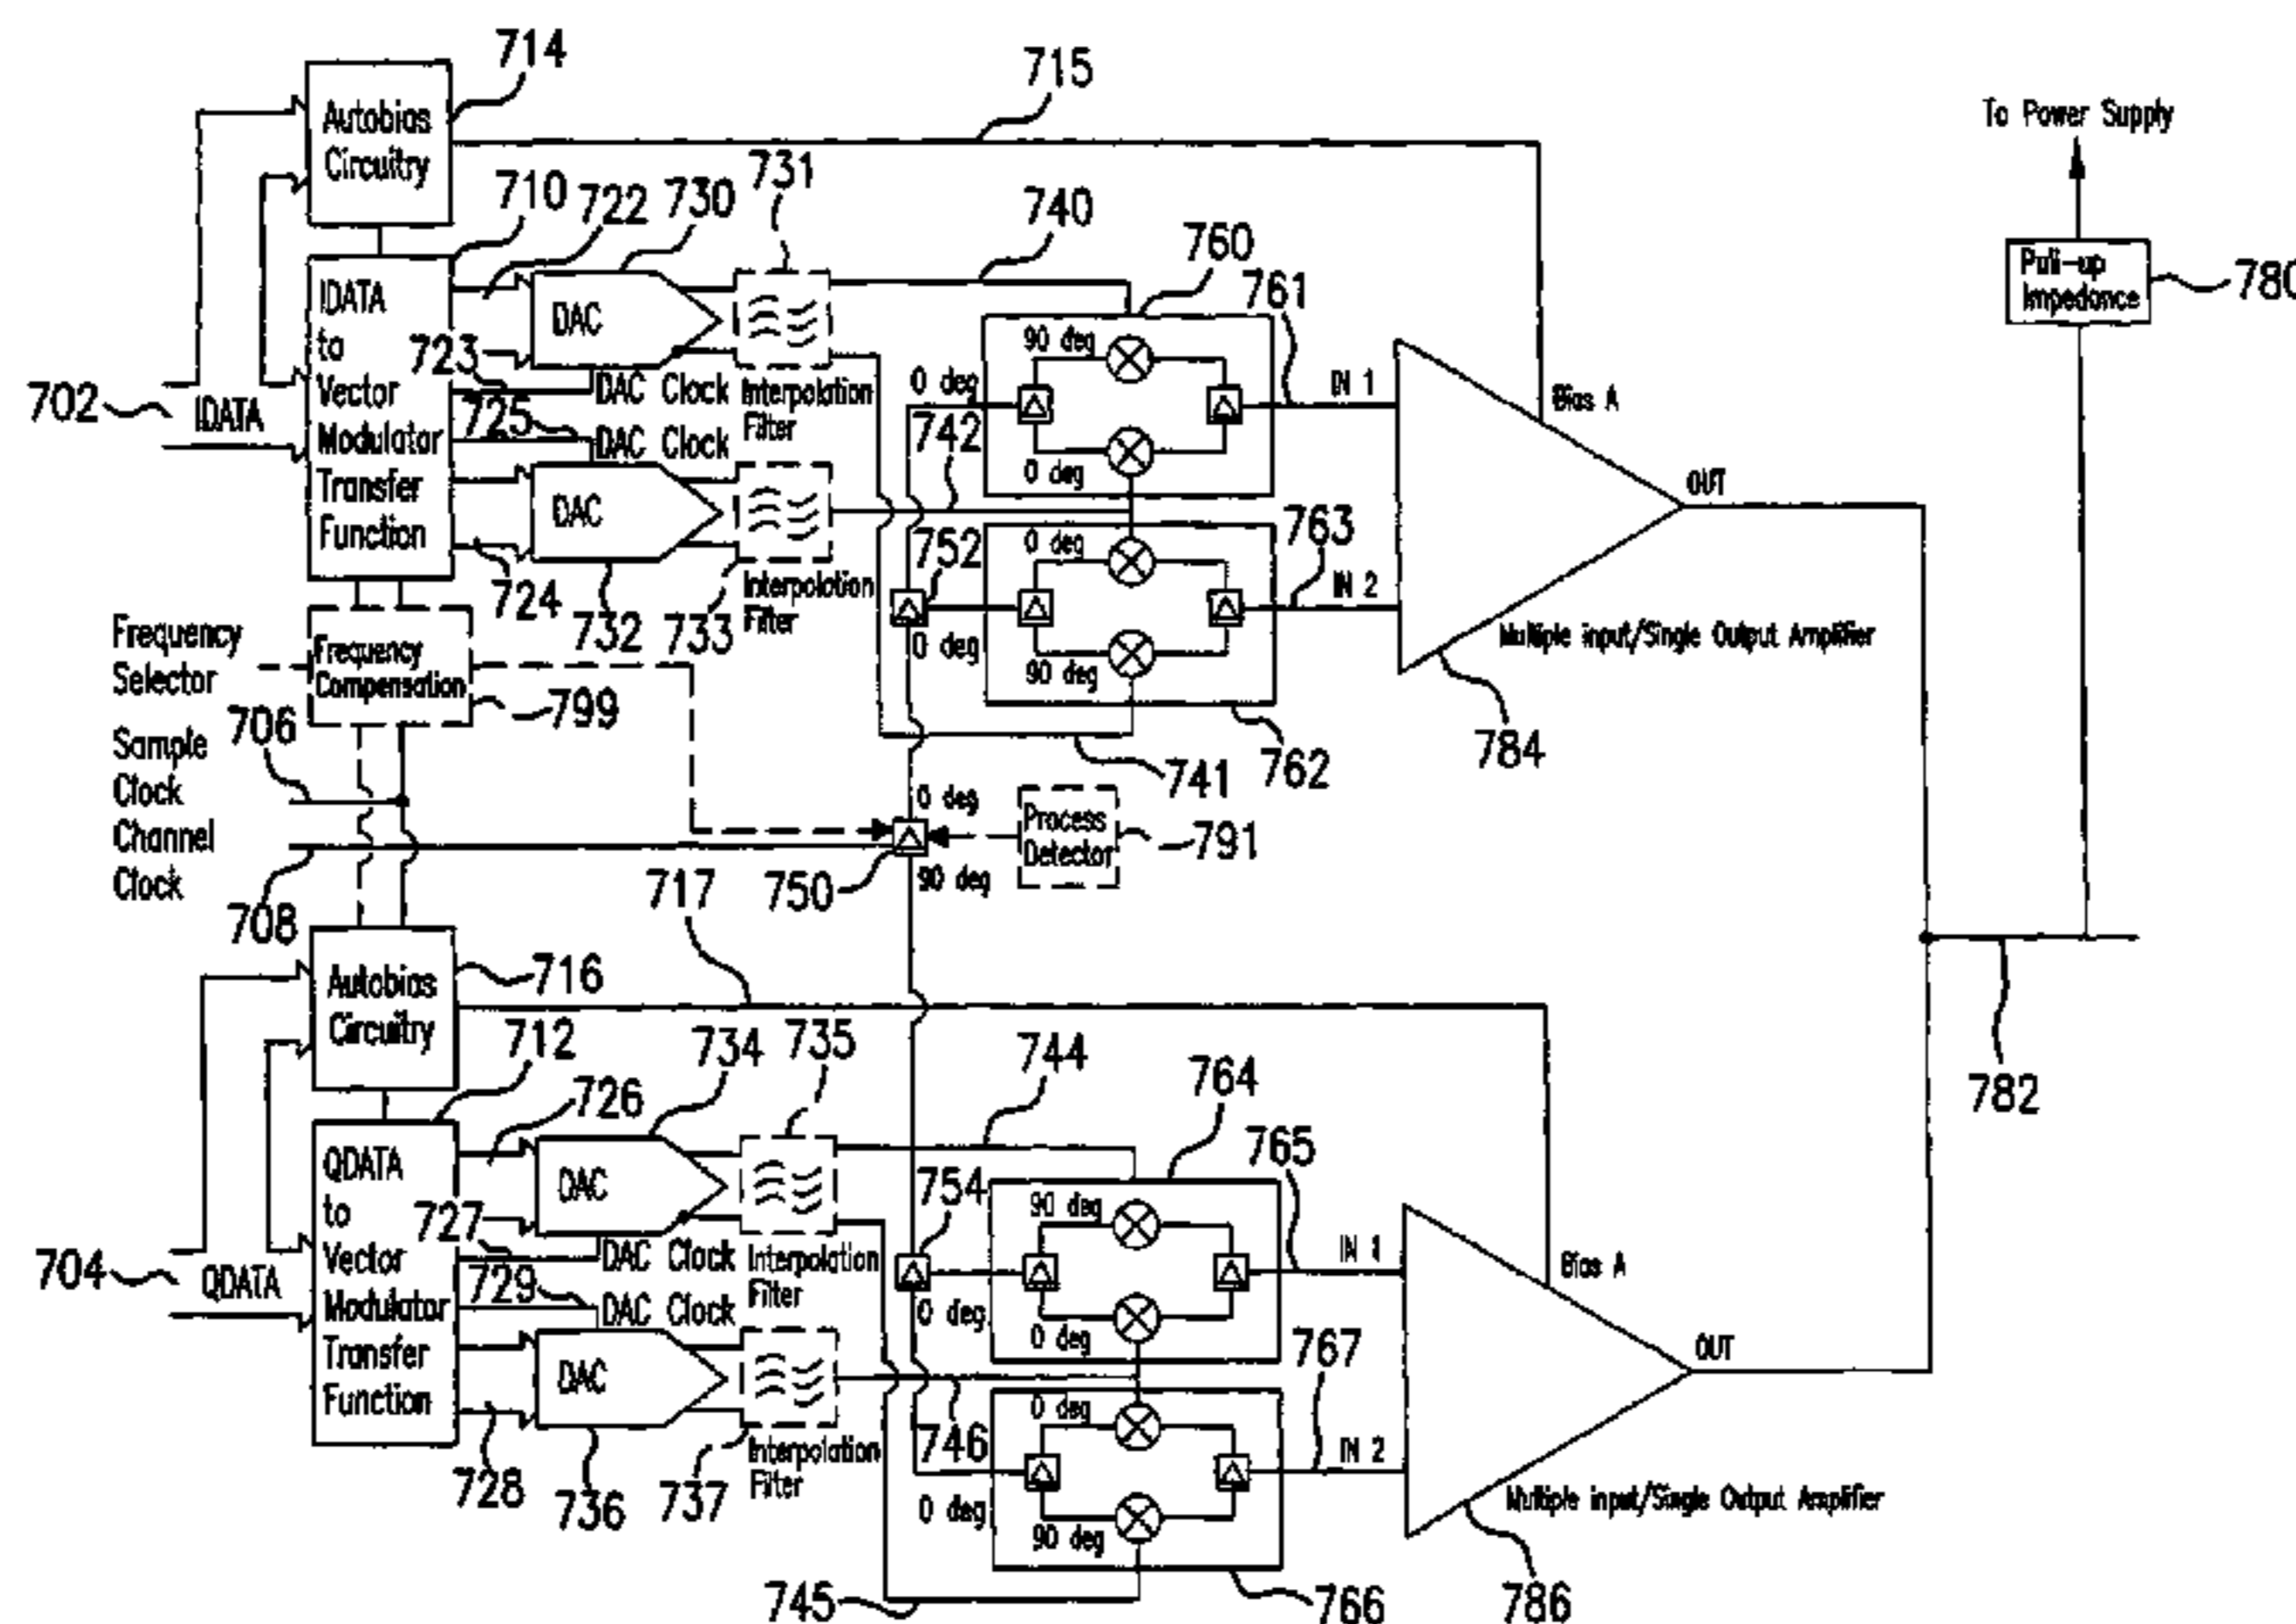 714
715
To Power Supply
Autobias
Circuitry
710
722
730
731
740
760
761
Pull-up
Impedance
780
IDATA
to
Vector
Modulator
Transfer
Function
DAC
723
DAC Clock
Interpolation
Filter
725
DAC Clock
742
0 deg
90 deg
0 deg
IN 1
Bias A
702
IDATA
DAC
724
732
733
Interpolation
Filter
752
0 deg
0 deg
90 deg
763
IN 2
OUT
Multiple input/Single Output Amplifier
784
Frequency
Selector
Frequency
Compensation
799
741
762
Sample
Clock
706
Channel
Clock
708
0 deg
750
90 deg
Process
Detector
791
717
Autobias
Circuitry
716
712
726
734
735
744
764
765
782
QDATA
to
Vector
Modulator
Transfer
Function
DAC
727
DAC Clock
Interpolation
Filter
729
DAC Clock
754
0 deg
90 deg
0 deg
IN 1
Bias A
704
QDATA
DAC
728
736
737
Interpolation
Filter
746
0 deg
0 deg
90 deg
767
IN 2
OUT
Multiple input/Single Output Amplifier
745
766
786